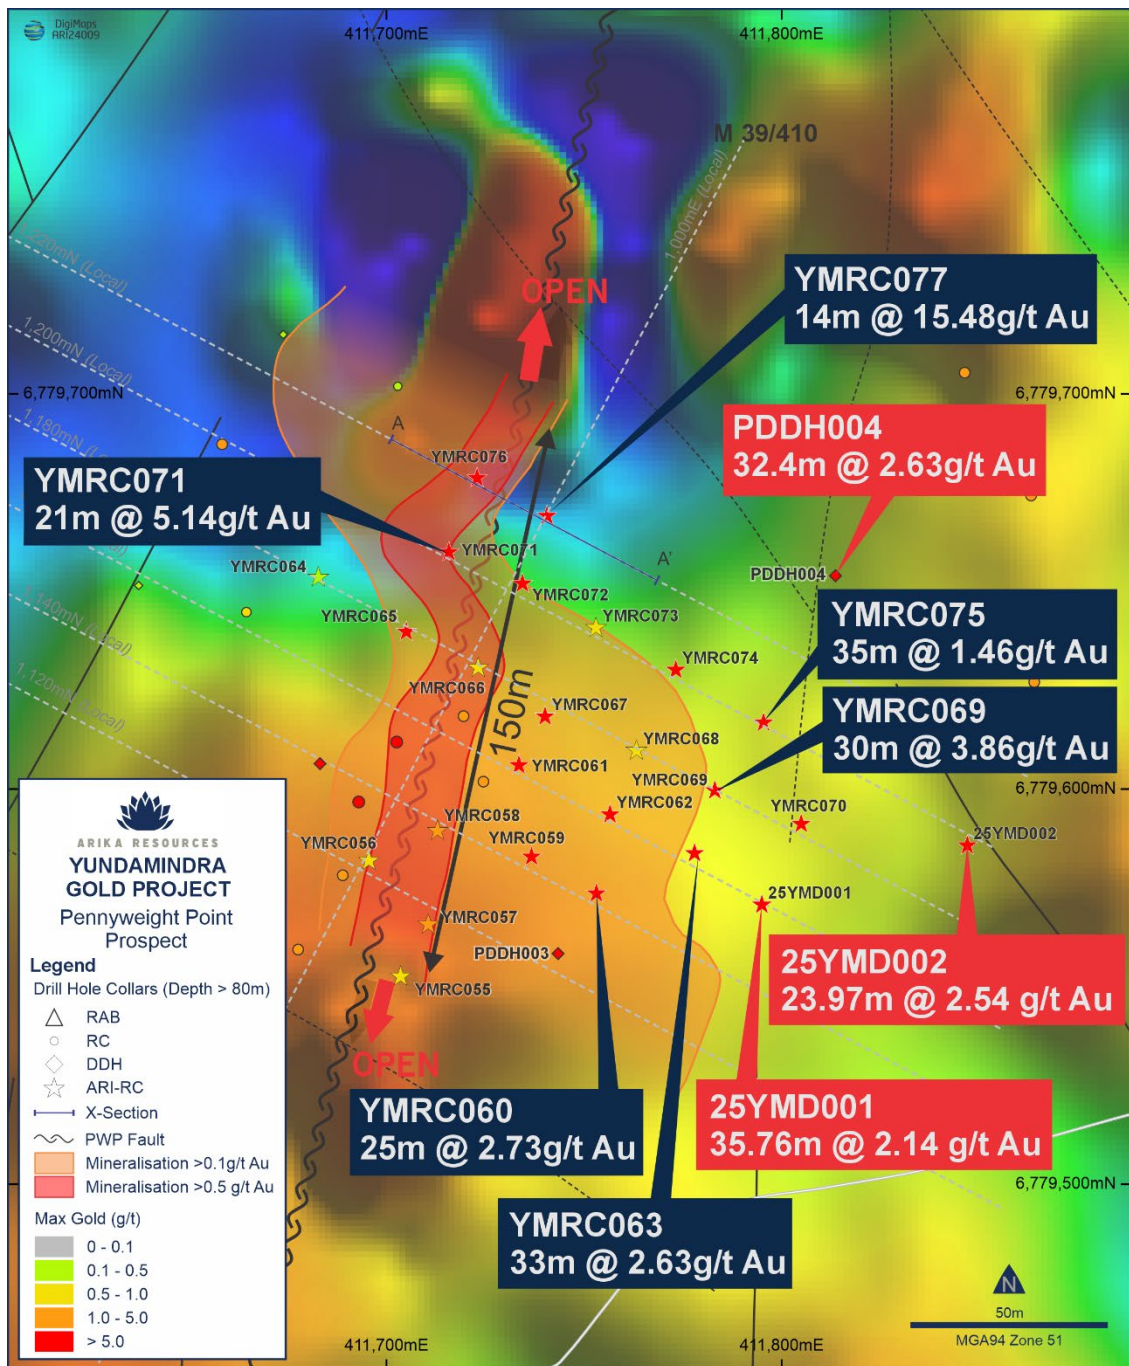 DigiMaps
ARI24009
411,700mE
411,800mE
M 39/410
1,000mE (Local)
1,220mN (Local)
1,200mN (Local)
1,180mN (Local)
1,140mN (Local)
1,120mN (Local)
OPEN
YMRC077
14m @ 15.48g/t Au
6,779,700mN
6,779,700mN
PDDH004
32.4m @ 2.63g/t Au
A
YMRC076
YMRC071
21m @ 5.14g/t Au
YMRC071
A'
YMRC064
YMRC072
PDDH004
YMRC065
YMRC073
YMRC075
35m @ 1.46g/t Au
YMRC074
YMRC066
YMRC067
YMRC069
30m @ 3.86g/t Au
150m
YMRC068
YMRC061
YMRC069
6,779,600mN
YMRC062
YMRC070
YMRC058
YMRC059
25YMD002
YMRC056
25YMD001
YMRC057
PDDH003
25YMD002
23.97m @ 2.54 g/t Au
YMRC055
OPEN
YMRC060
25m @ 2.73g/t Au
25YMD001
35.76m @ 2.14 g/t Au
6,779,500mN
YMRC063
33m @ 2.63g/t Au
ARIKA RESOURCES
YUNDAMINDRA
GOLD PROJECT
Pennyweight Point
Prospect
Legend
Drill Hole Collars (Depth > 80m)
RAB
RC
DDH
ARI-RC
X-Section
PWP Fault
Mineralisation >0.1g/t Au
Mineralisation >0.5 g/t Au
Max Gold (g/t)
0 - 0.1
0.1 - 0.5
0.5 - 1.0
1.0 - 5.0
> 5.0
N
50m
MGA94 Zone 51
411,700mE
411,800mE